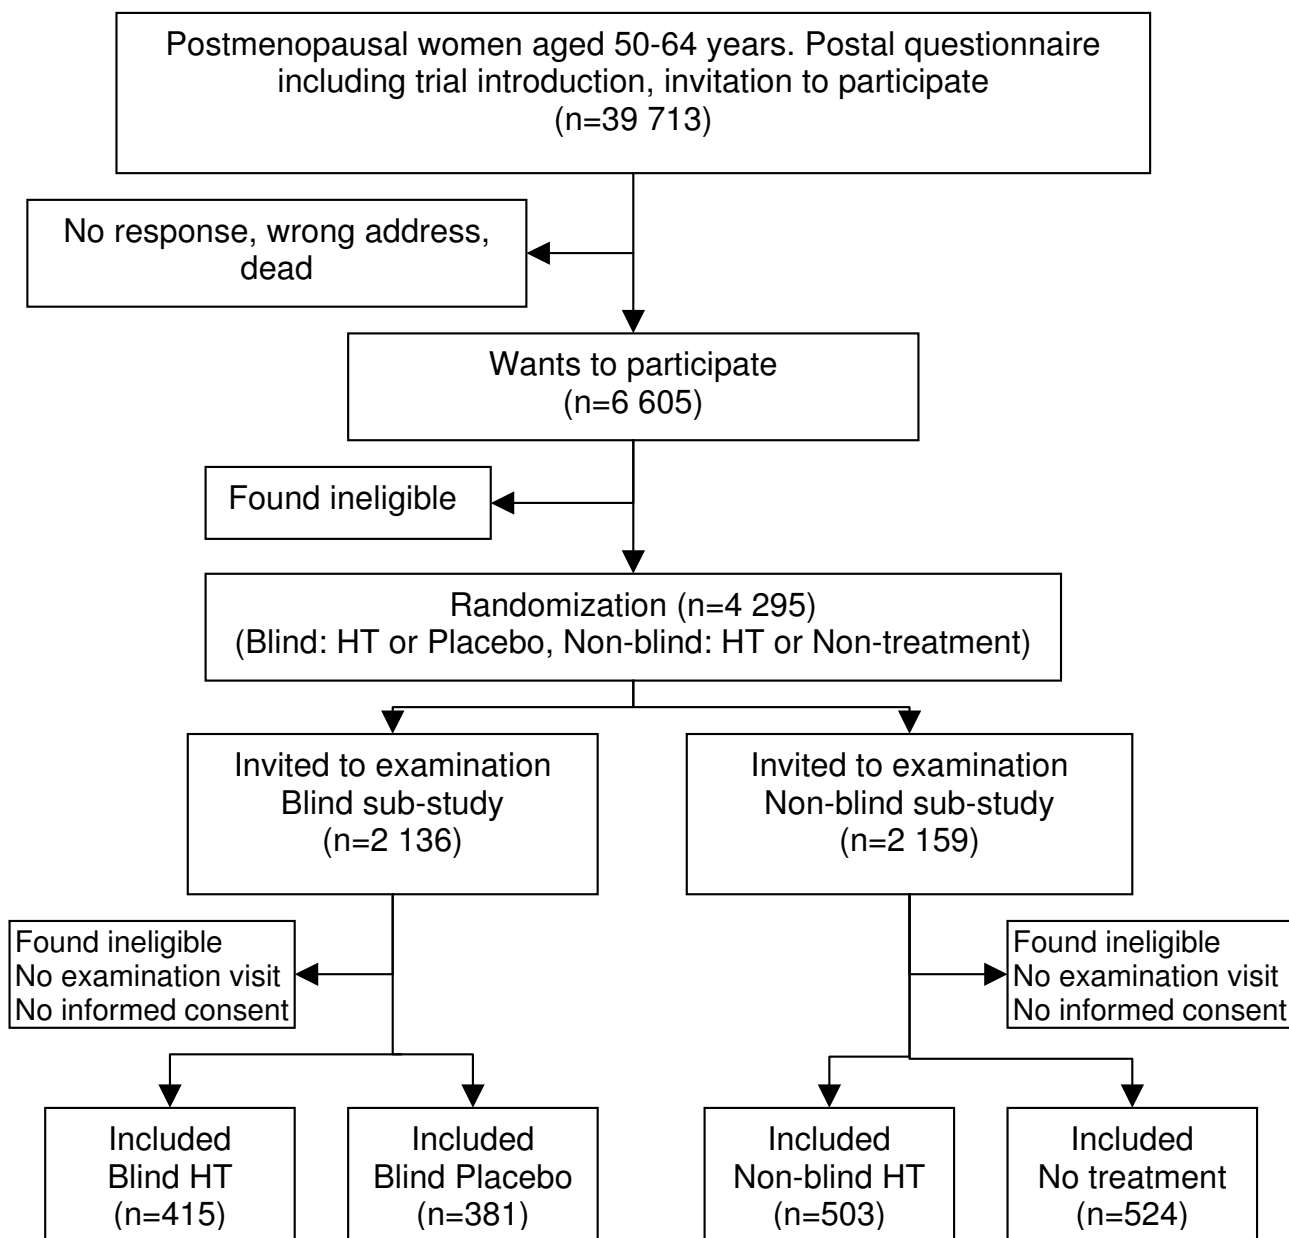 Postmenopausal women aged 50-64 years. Postal questionnaire
including trial introduction, invitation to participate
(n=39 713)
No response, wrong address,
dead
Wants to participate
(n=6 605)
Found ineligible
Randomization (n=4 295)
(Blind: HT or Placebo, Non-blind: HT or Non-treatment)
Invited to examination
Blind sub-study
(n=2 136)
Invited to examination
Non-blind sub-study
(n=2 159)
Found ineligible
No examination visit
No informed consent
Found ineligible
No examination visit
No informed consent
Included
Blind HT
(n=415)
Included
Blind Placebo
(n=381)
Included
Non-blind HT
(n=503)
Included
No treatment
(n=524)